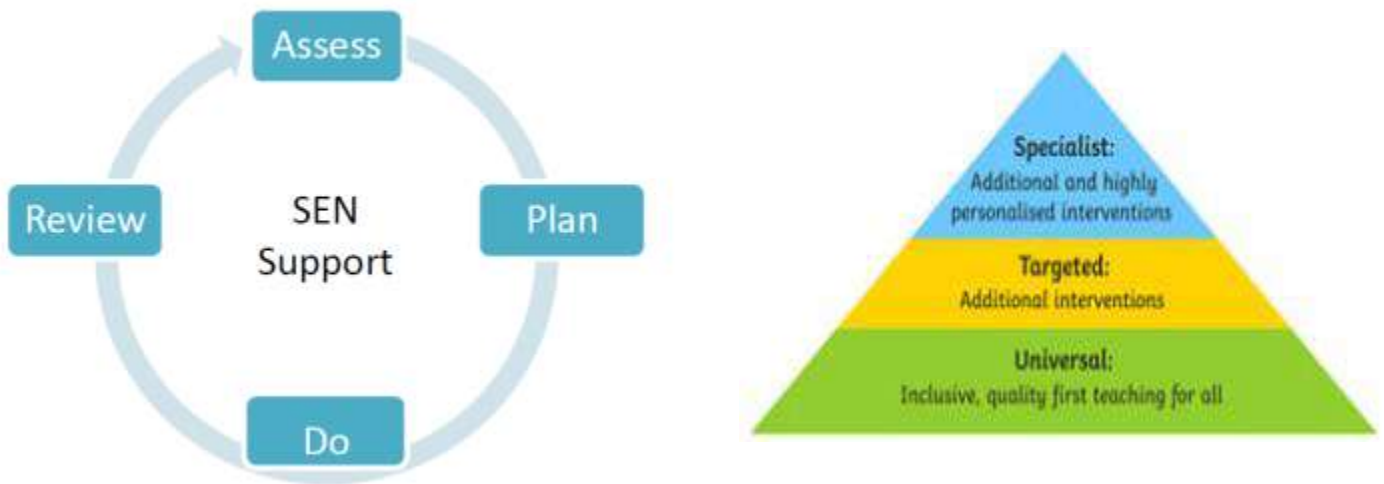 Assess
Plan
Do
Review
SEN
Support
Specialist:
Additional and highly
personalised interventions
Targeted:
Additional interventions
Universal:
Inclusive, quality first teaching for all